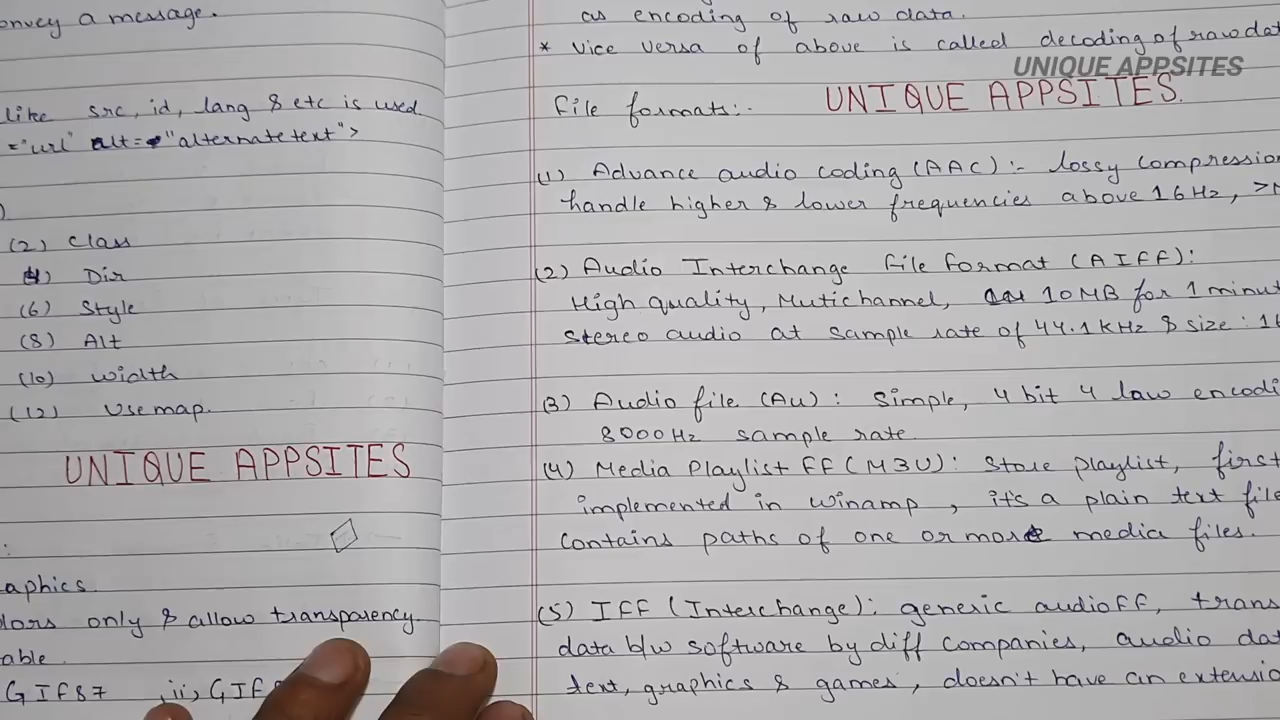 onvey a message.
like src, id, lang & etc is used.
="url" alt="alternate text">
)
(2) Class
4) Dir
(6) Style
(8) Alt
(10) width
(12) Usemap.
UNIQUE APPSITES
:
aphics.
lors only & allow transparency.
able.
GIF87 ,ii, GIF
as encoding of raw data.
* vice versa of above is called decoding of raw dat
UNIQUE APPSITES
File formats:- UNIQUE APPSITES.
(1) Advance audio coding (AAC):- lossy compression
handle higher & lower frequencies above 16Hz,
(2) Audio Interchange File Format (AIFF):
High quality, Mutichannel, 10MB for 1 minut
stereo audio at sample rate of 44.1kHz & size: 16
(3) Audio file (Au): Simple, 4 bit 4 law encodi
8000Hz sample rate.
(4) Media Playlist FF (M3U): Store playlist, first
implemented in winamp, it's a plain text file
contains paths of one or more media files.
(5) IFF (Interchange): generic audio FF, trans
data b/w software by diff companies, audio dat
text, graphics & games, doesn't have an extensio